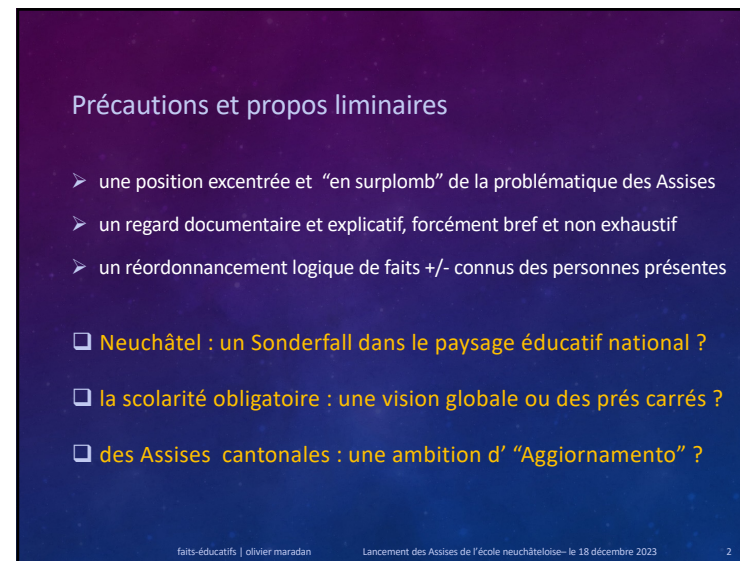 Précautions et propos liminaires
➢ une position excentrée et “en surplomb” de la problématique des Assises
➢ un regard documentaire et explicatif, forcément bref et non exhaustif
➢ un réordonnancement logique de faits +/- connus des personnes présentes
❑ Neuchâtel : un Sonderfall dans le paysage éducatif national ?
❑ la scolarité obligatoire : une vision globale ou des prés carrés ?
❑ des Assises cantonales : une ambition d’ “Aggiornamento” ?
faits-éducatifs | olivier maradan Lancement des Assises de l’école neuchâteloise– le 18 décembre 2023 2